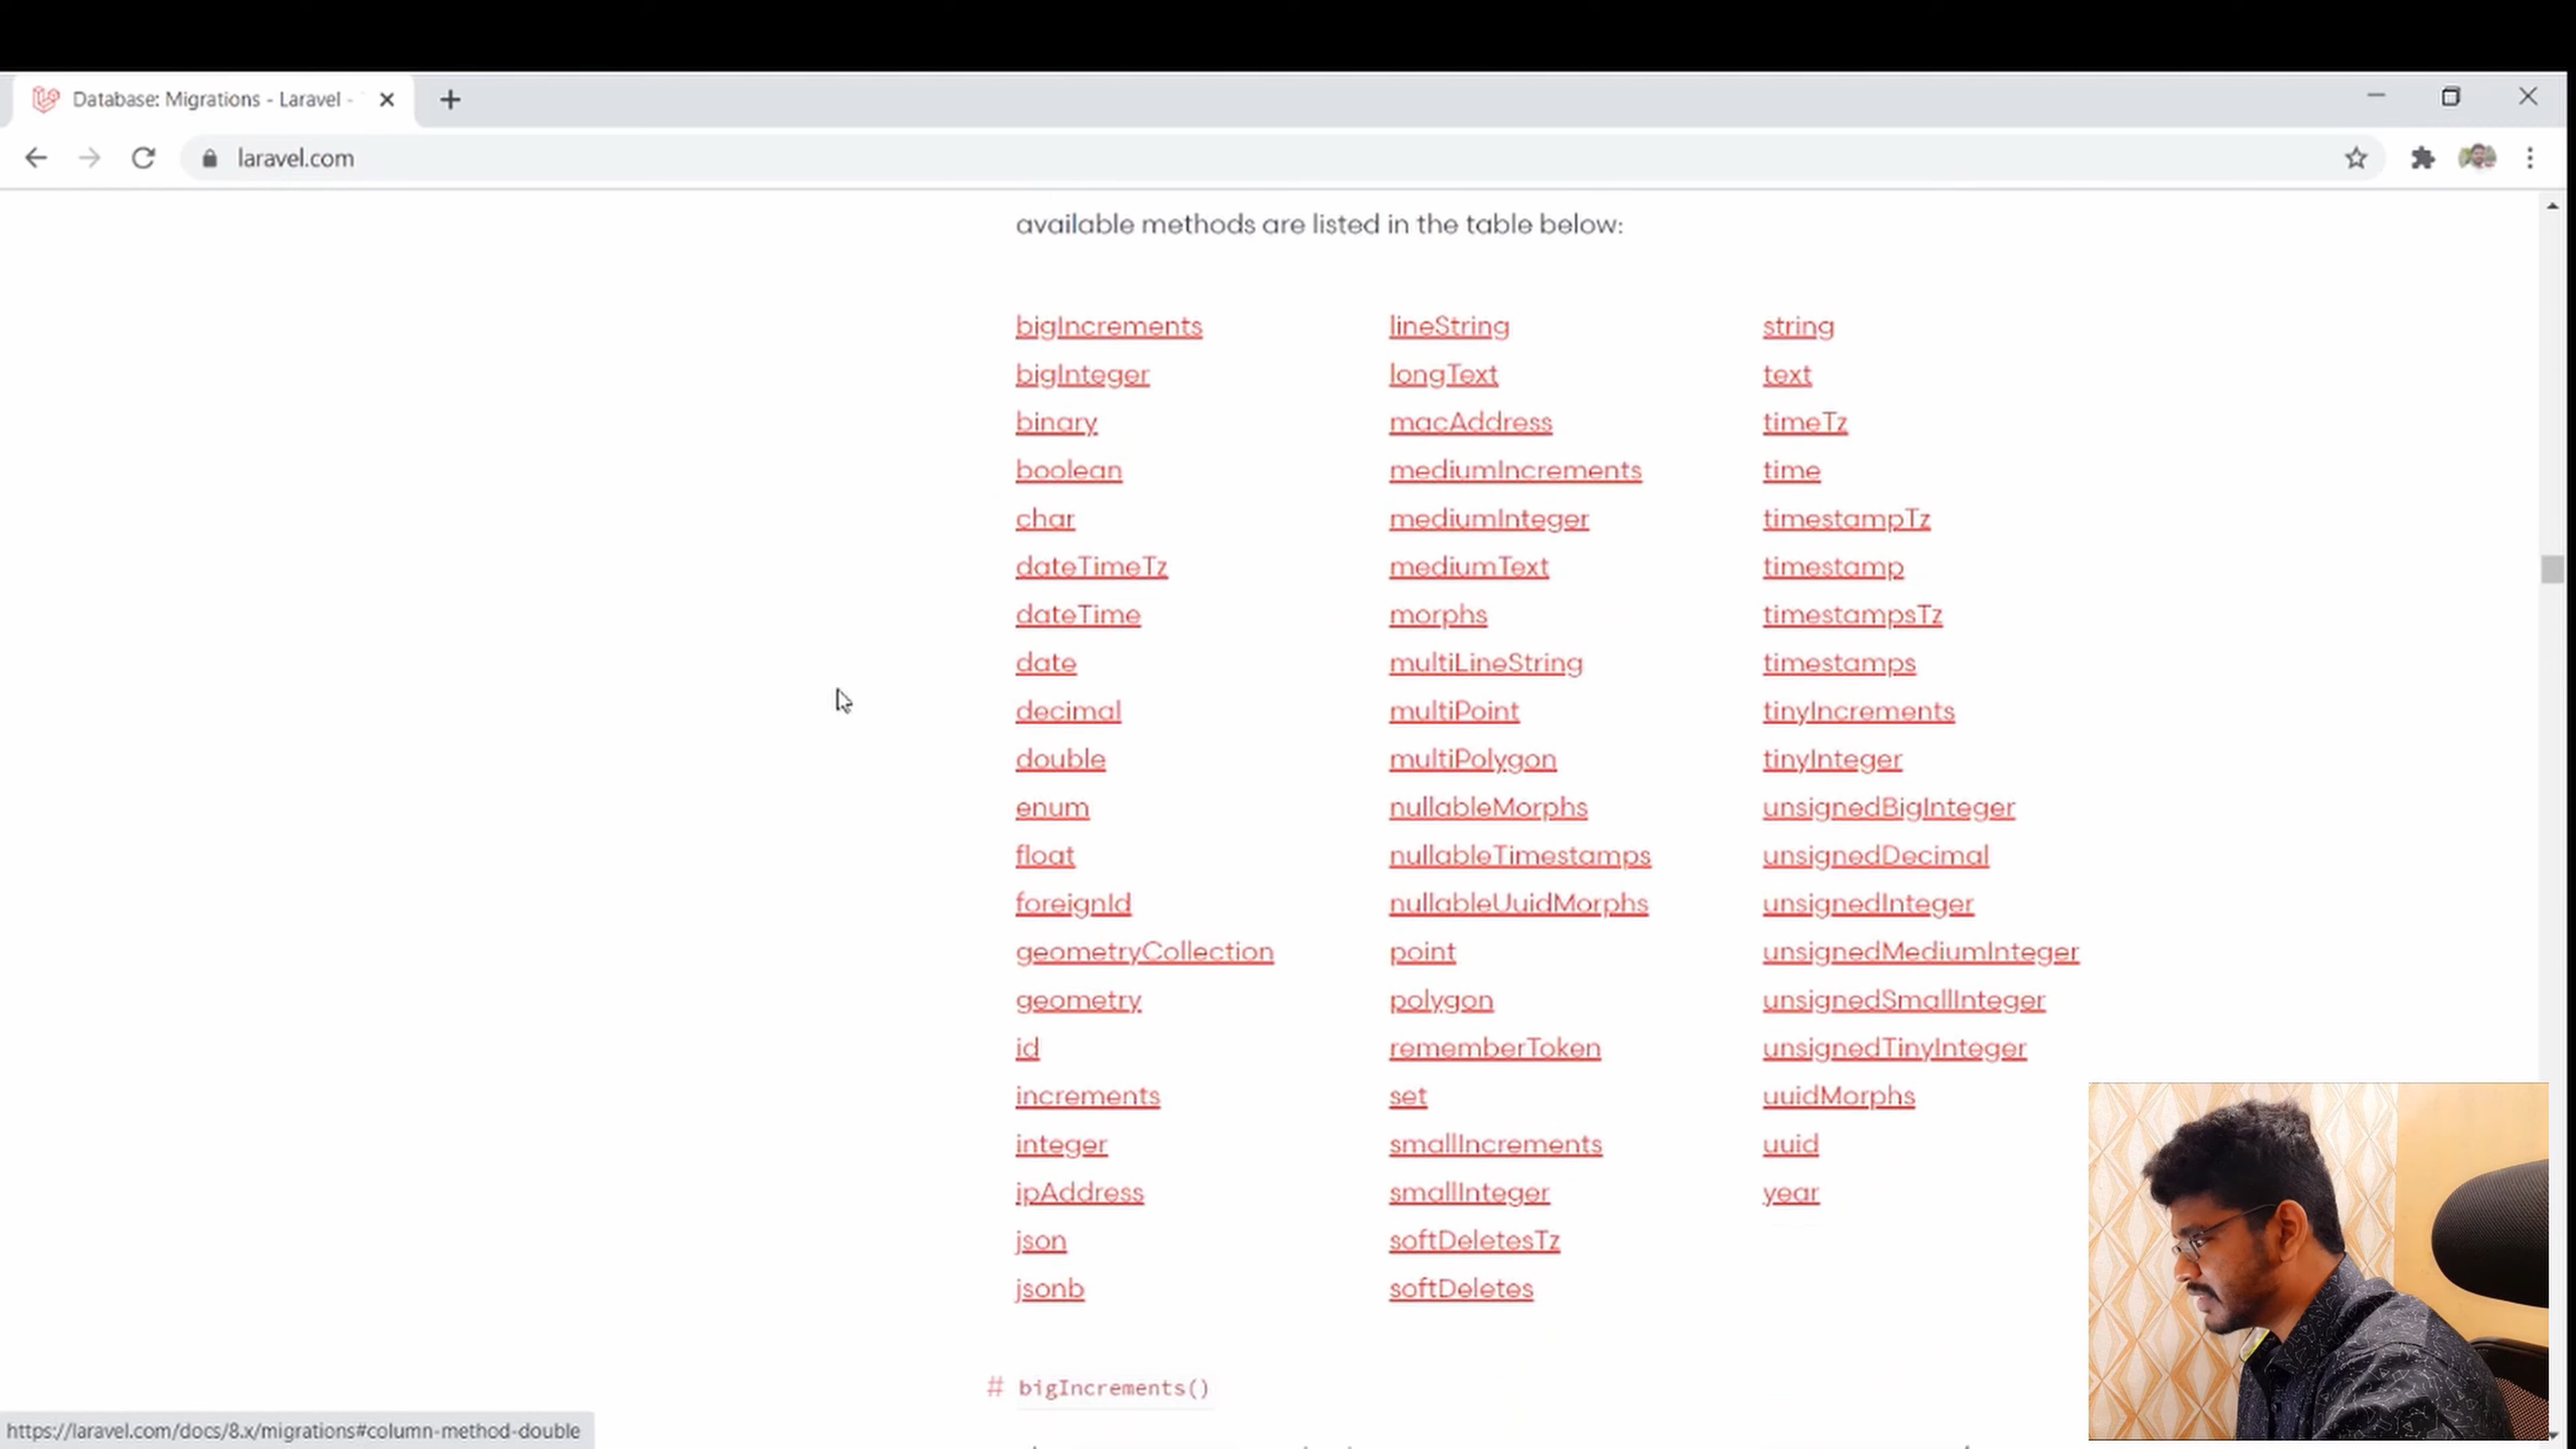 Database: Migrations - Laravel -
laravel.com
available methods are listed in the table below:
bigIncrements
bigInteger
binary
boolean
char
dateTimeTz
dateTime
date
decimal
double
enum
float
foreignId
geometryCollection
geometry
id
increments
integer
ipAddress
json
jsonb
lineString
longText
macAddress
mediumIncrements
mediumInteger
mediumText
morphs
multiLineString
multiPoint
multiPolygon
nullableMorphs
nullableTimestamps
nullableUuidMorphs
point
polygon
rememberToken
set
smallIncrements
smallInteger
softDeletesTz
softDeletes
string
text
timeTz
time
timestampTz
timestamp
timestampsTz
timestamps
tinyIncrements
tinyInteger
unsignedBigInteger
unsignedDecimal
unsignedInteger
unsignedMediumInteger
unsignedSmallInteger
unsignedTinyInteger
uuidMorphs
uuid
year
# bigIncrements()
https://laravel.com/docs/8.x/migrations#column-method-double